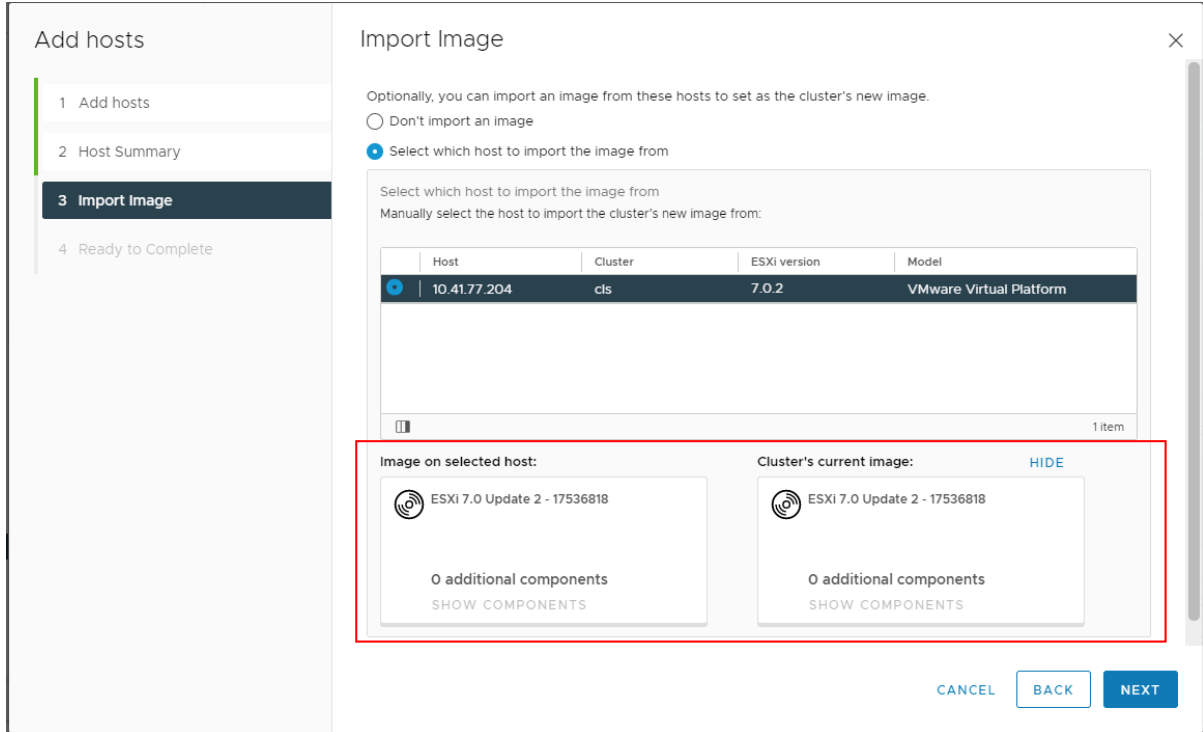 Add hosts
1 Add hosts
2 Host Summary
3 Import Image
4 Ready to Complete
Import Image
Optionally, you can import an image from these hosts to set as the cluster's new image.
Don't import an image
Select which host to import the image from
Select which host to import the image from
Manually select the host to import the cluster's new image from:
Host Cluster ESXi version Model
10.41.77.204 cls 7.0.2 VMware Virtual Platform
1 item
Image on selected host: Cluster's current image: HIDE
ESXi 7.0 Update 2 - 17536818 ESXi 7.0 Update 2 - 17536818
0 additional components 0 additional components
SHOW COMPONENTS SHOW COMPONENTS
CANCEL BACK NEXT